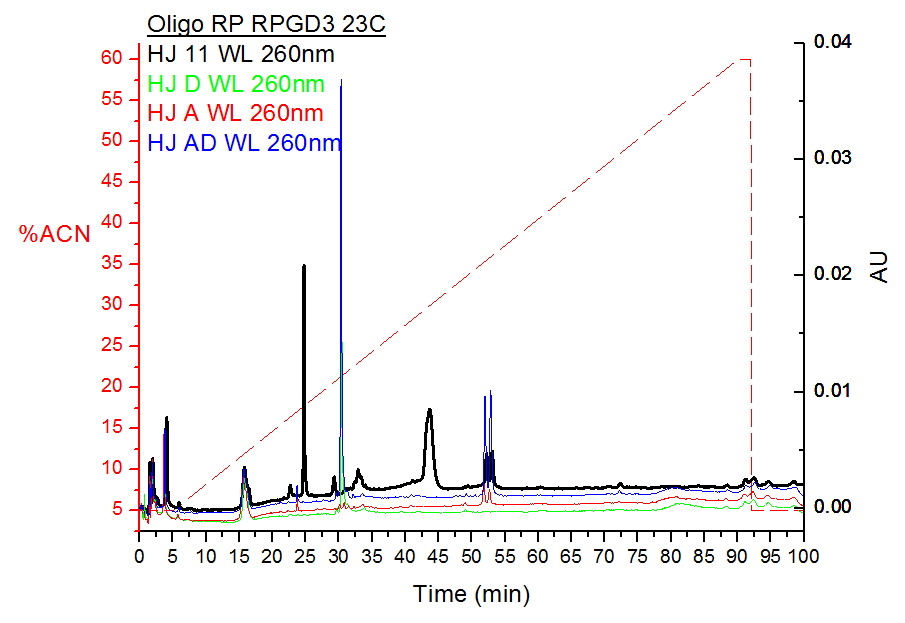 Oligo RP RPGD3 23C
HJ 11 WL 260nm
HJ D WL 260nm
HJ A WL 260nm
HJ AD WL 260nm
60
55
50
45
40
35
30
25
20
15
10
5
%ACN
0.04
0.03
0.02
0.01
0.00
AU
0 5 10 15 20 25 30 35 40 45 50 55 60 65 70 75 80 85 90 95 100
Time (min)